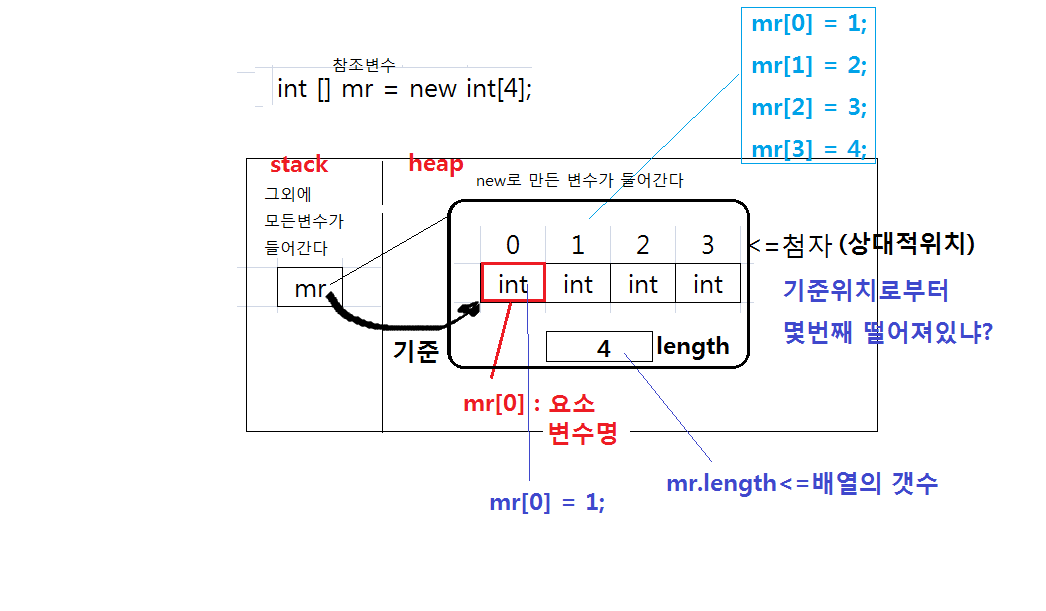 mr[0] = 1;
mr[1] = 2;
mr[2] = 3;
mr[3] = 4;
참조변수
int [] mr = new int[4];
stack
heap
그외에
모든변수가
들어간다
new로 만든 변수가 들어간다
0 1 2 3
<=첨자 (상대적위치)
mr
int int int int
기준위치로부터
몇번째 떨어져있냐?
기준
4 length
mr[0] : 요소
변수명
mr[0] = 1;
mr.length<=배열의 갯수